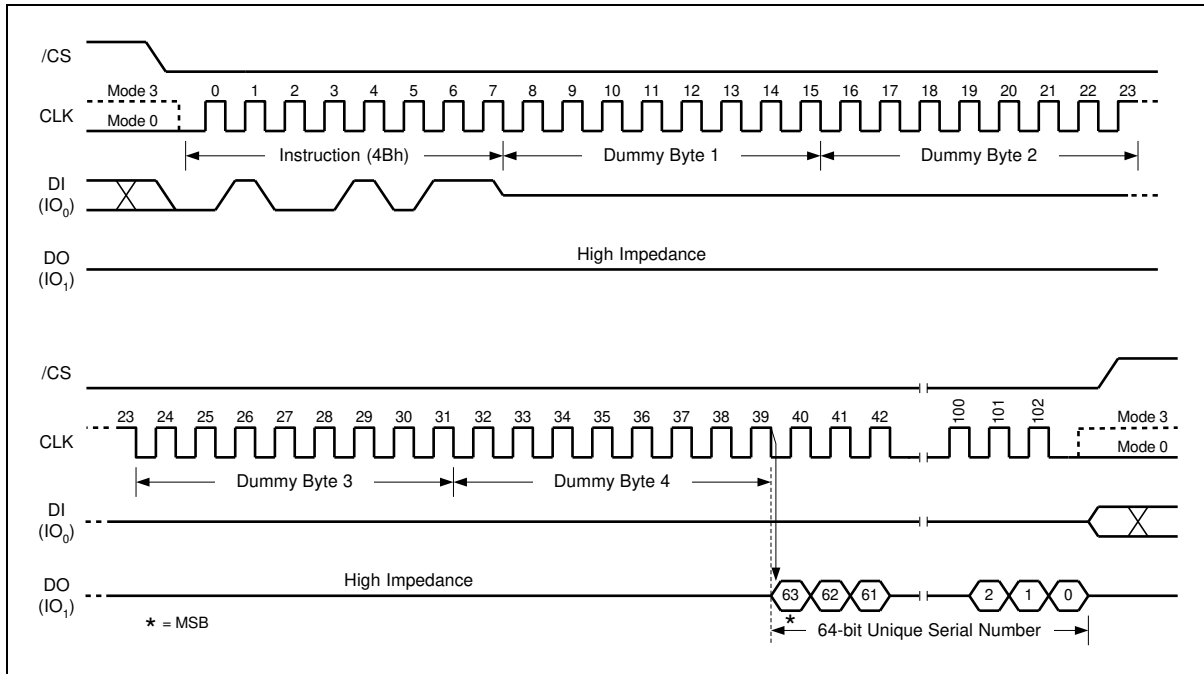 /CS
Mode 3
0 1 2 3 4 5 6 7 8 9 10 11 12 13 14 15 16 17 18 19 20 21 22 23
CLK
Mode 0
Instruction (4Bh) Dummy Byte 1 Dummy Byte 2
DI
(IO0)
High Impedance
DO
(IO1)
/CS
23 24 25 26 27 28 29 30 31 32 33 34 35 36 37 38 39 40 41 42 100 101 102
Mode 3
CLK
Mode 0
Dummy Byte 3 Dummy Byte 4
DI
(IO0)
High Impedance
DO
(IO1)
63 62 61 2 1 0
* = MSB
*
64-bit Unique Serial Number